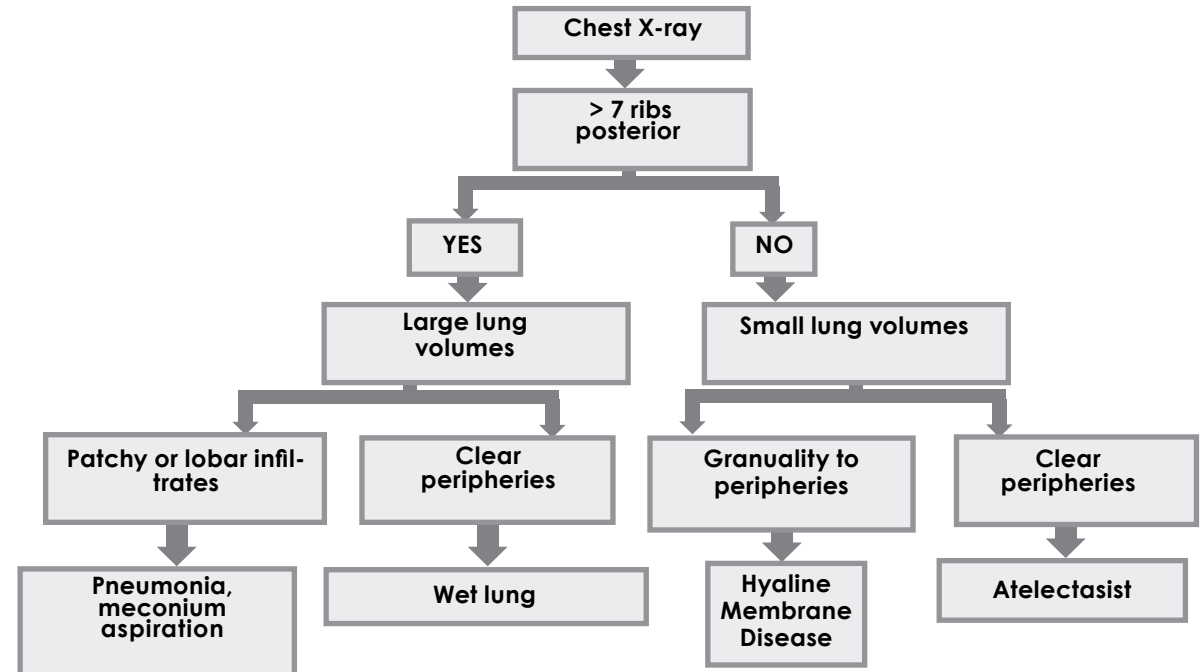 Chest X-ray
> 7 ribs
posterior
YES
NO
Large lung
volumes
Small lung volumes
Patchy or lobar infil-
trates
Clear
peripheries
Granuality to
peripheries
Clear
peripheries
Pneumonia,
meconium
aspiration
Wet lung
Hyaline
Membrane
Disease
Atelectasist